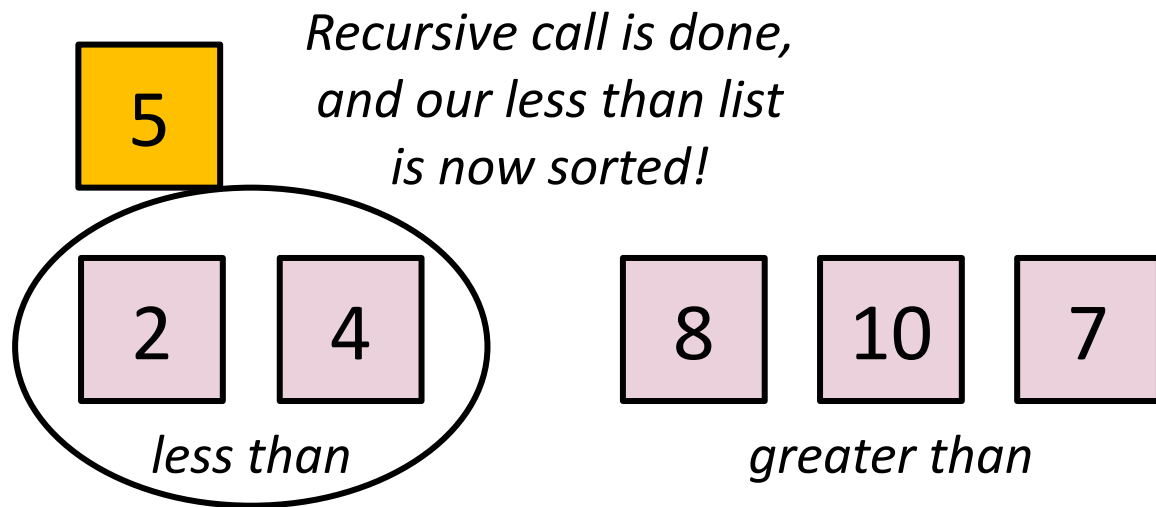 5
Recursive call is done,
and our less than list
is now sorted!
2 4 8 10 7
less than greater than